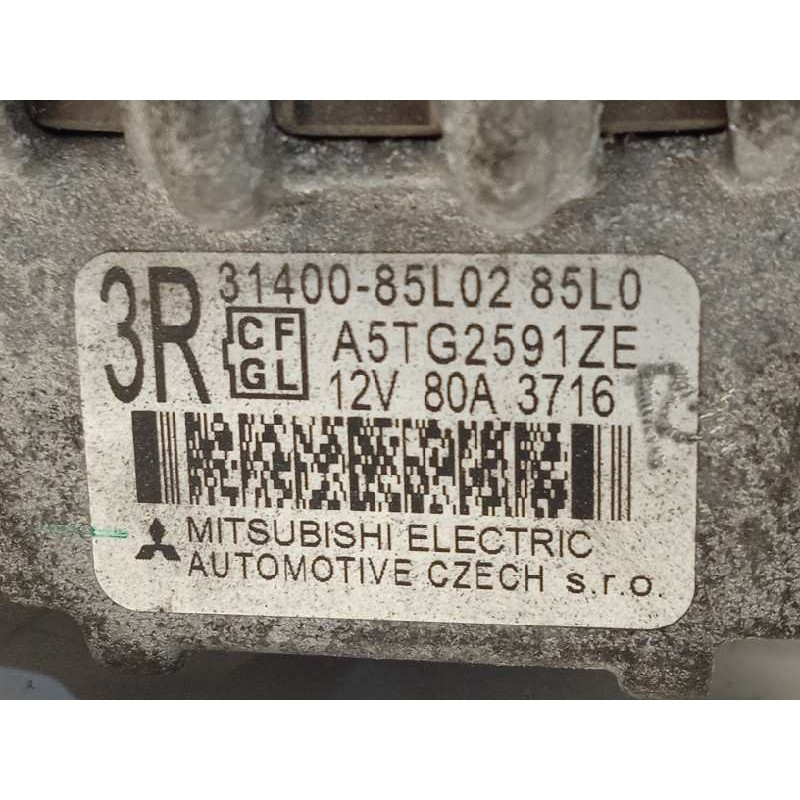 3R 31400-85L02 85L0
CF A5TG2591ZE
GL 12V 80A 3716
MITSUBISHI ELECTRIC
AUTOMOTIVE CZECH s.r.o.